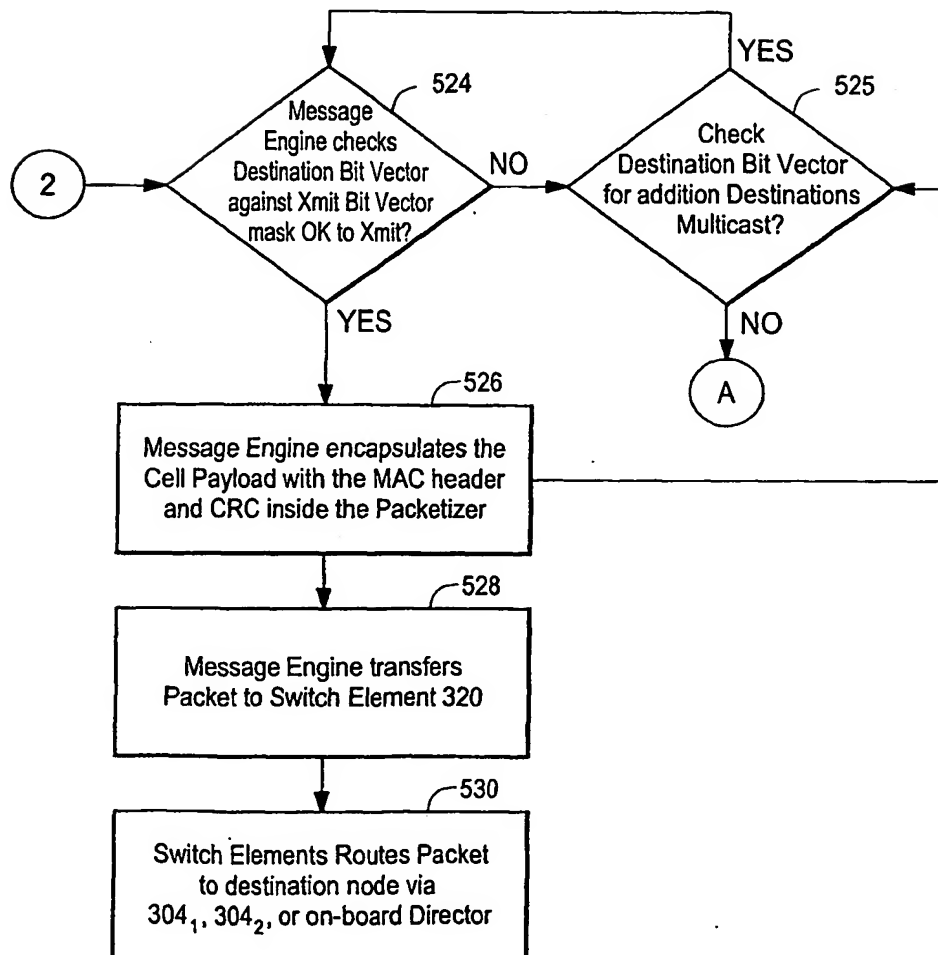 YES
524
525
Message
Engine checks
Destination Bit Vector
against Xmit Bit Vector
mask OK to Xmit?
2
NO
Check
Destination Bit Vector
for addition Destinations
Multicast?
YES
NO
A
526
Message Engine encapsulates the
Cell Payload with the MAC header
and CRC inside the Packetizer
528
Message Engine transfers
Packet to Switch Element 320
530
Switch Elements Routes Packet
to destination node via
304₁, 304₂, or on-board Director